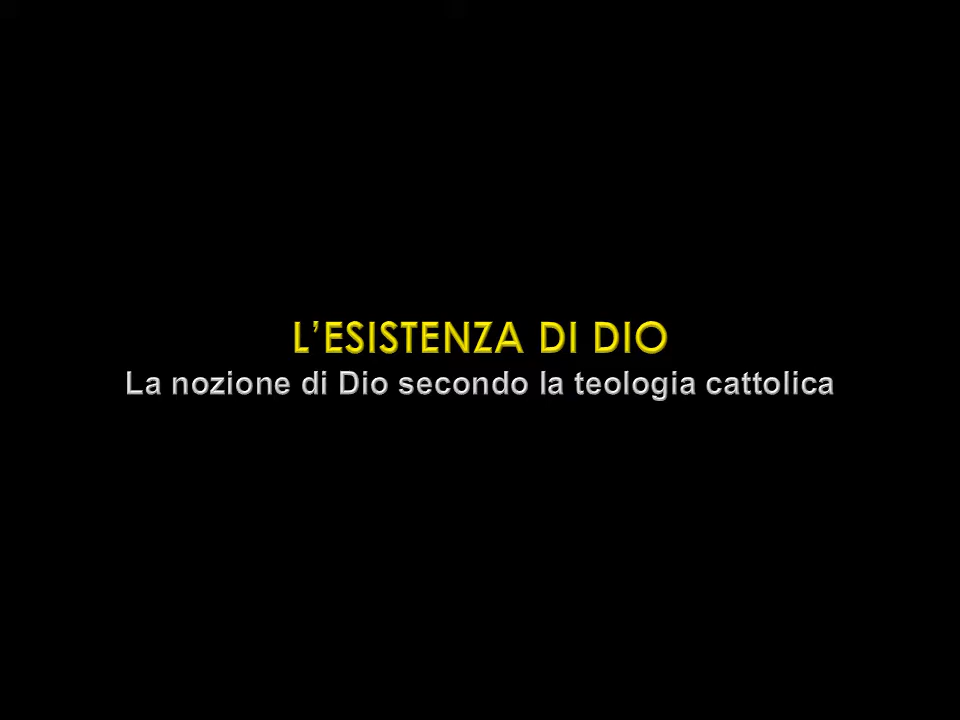 L’ESISTENZA DI DIO
La nozione di Dio secondo la teologia cattolica